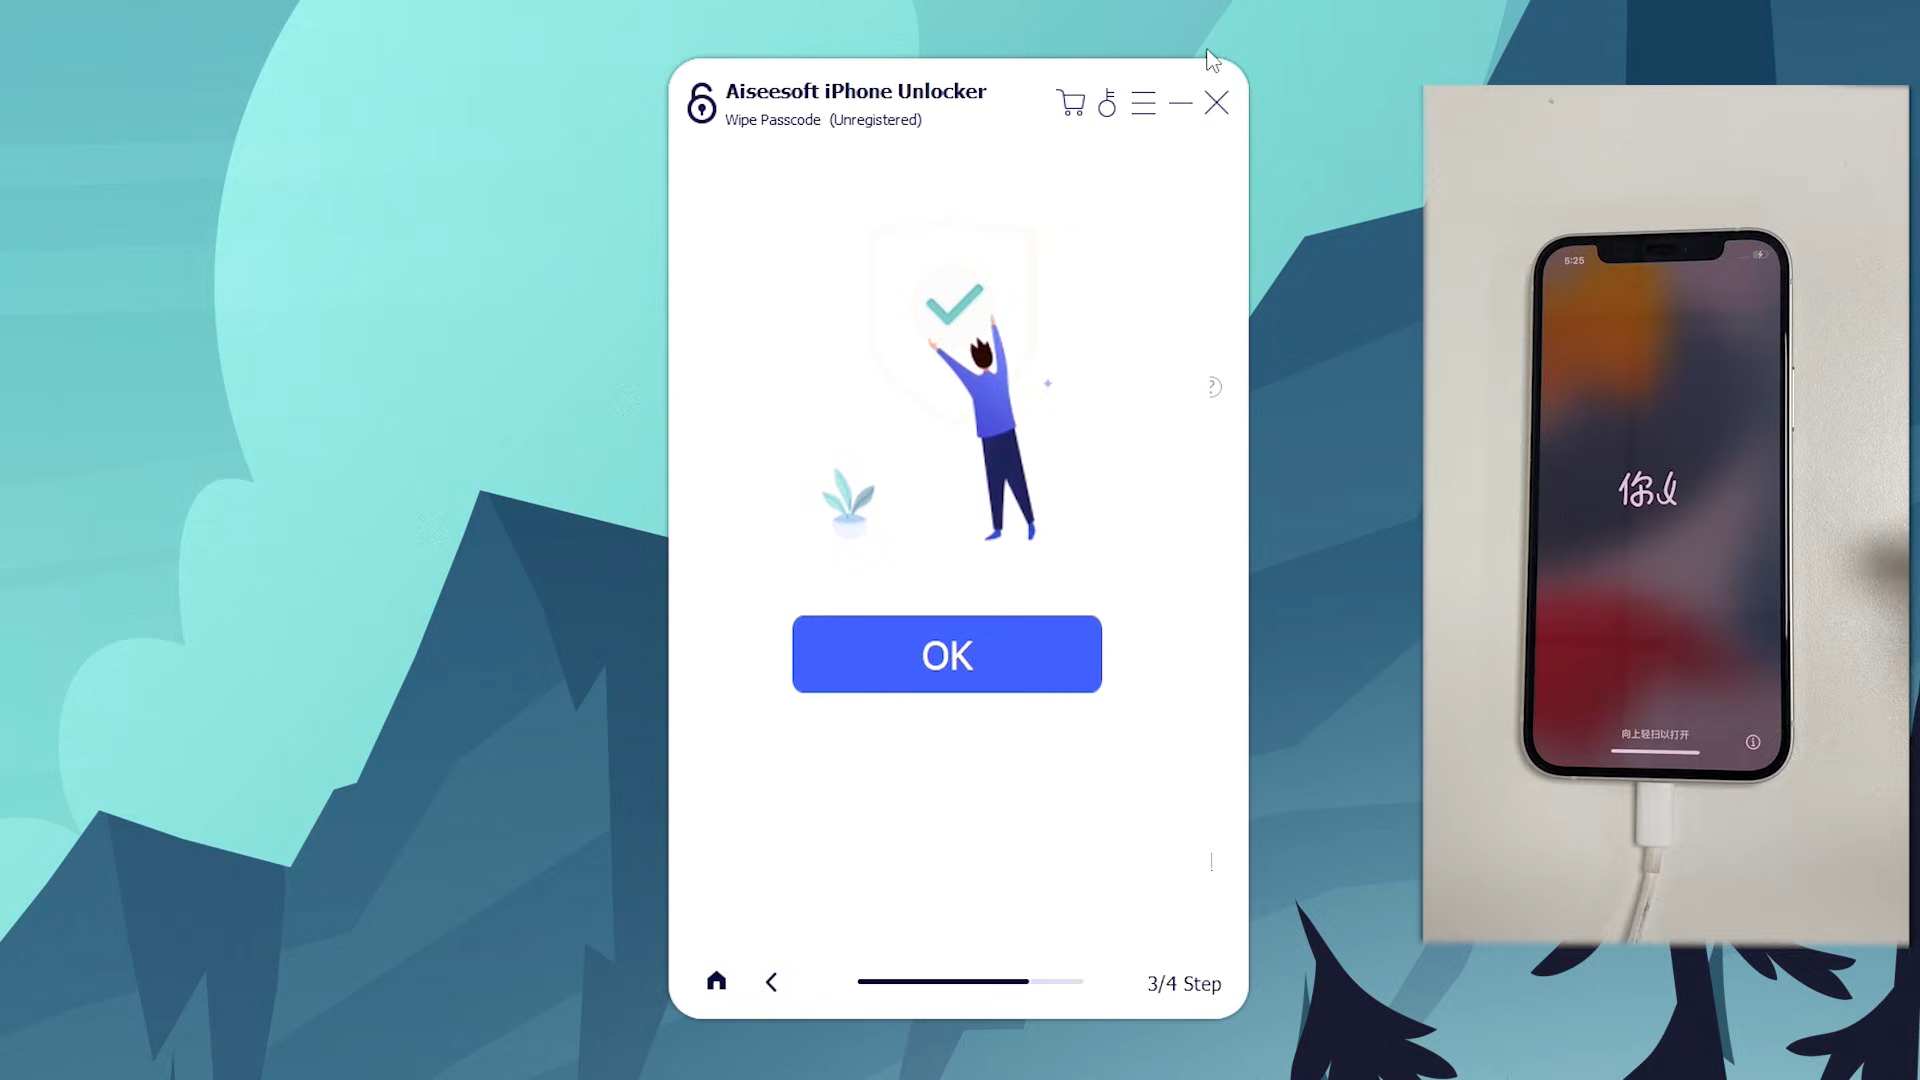 Aiseesoft iPhone Unlocker
Wipe Passcode (Unregistered)
OK
3/4 Step
5:25
你
向上轻扫以打开